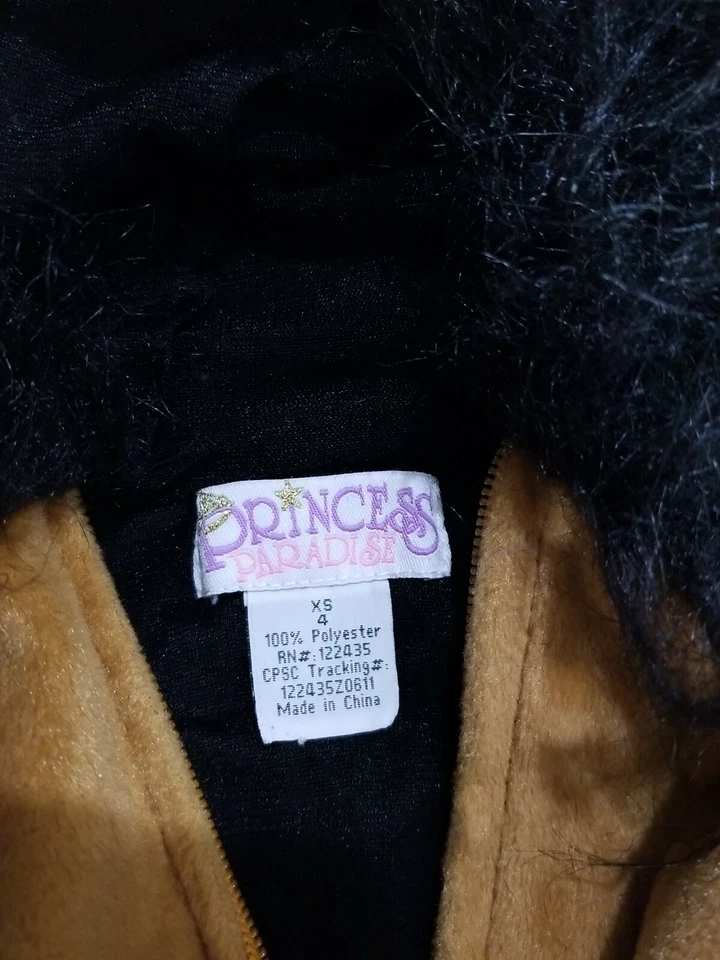 PRINCESS
PARADISE
XS
4
100% Polyester
RN#:122435
CPSC Tracking#:
122435Z0611
Made in China